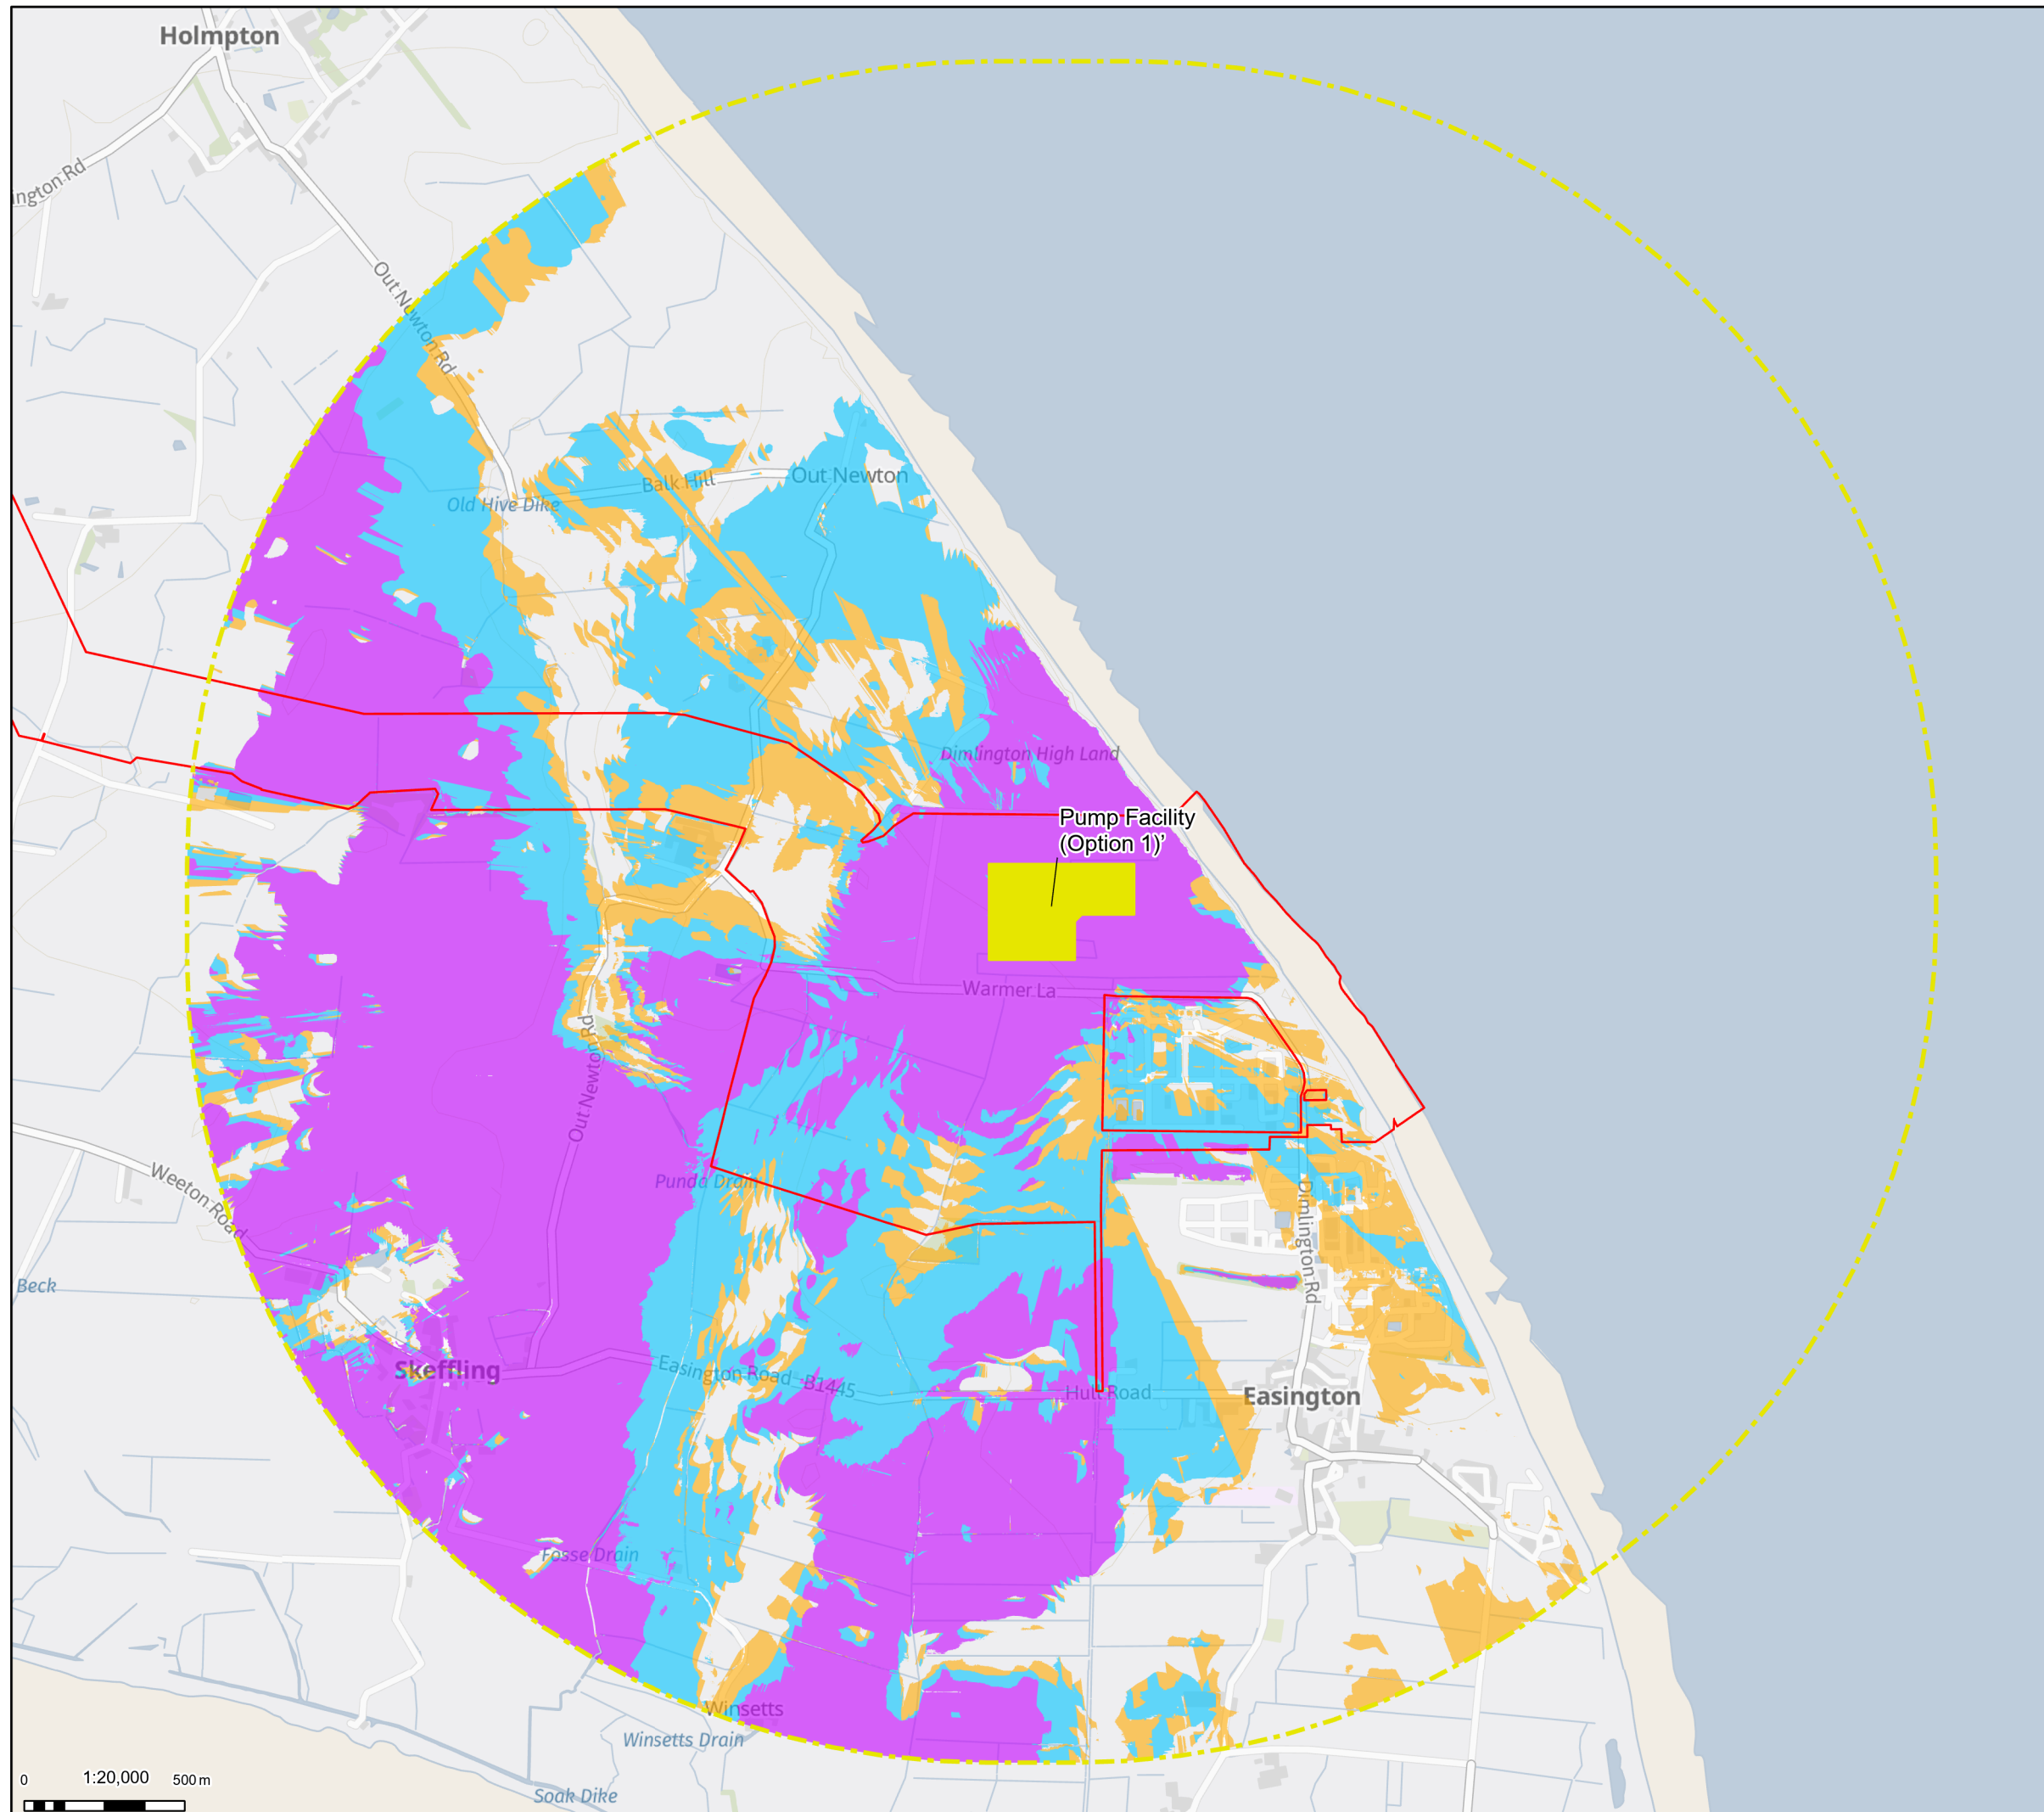 Holmpton
ington Rd
Out Newton Rd
Balk Hill
Out Newton
Old Hive Dike
Dimlington High Land
Pump Facility
(Option 1)’
Warmer La
Out Newton Rd
Weeton Road
Punda Drain
Dimlington Rd
Beck
Skeffling
Easington Road - B1445
Hull Road
Easington
Fosse Drain
Winsetts
Winsetts Drain
0 1:20,000 500 m
Soak Dike